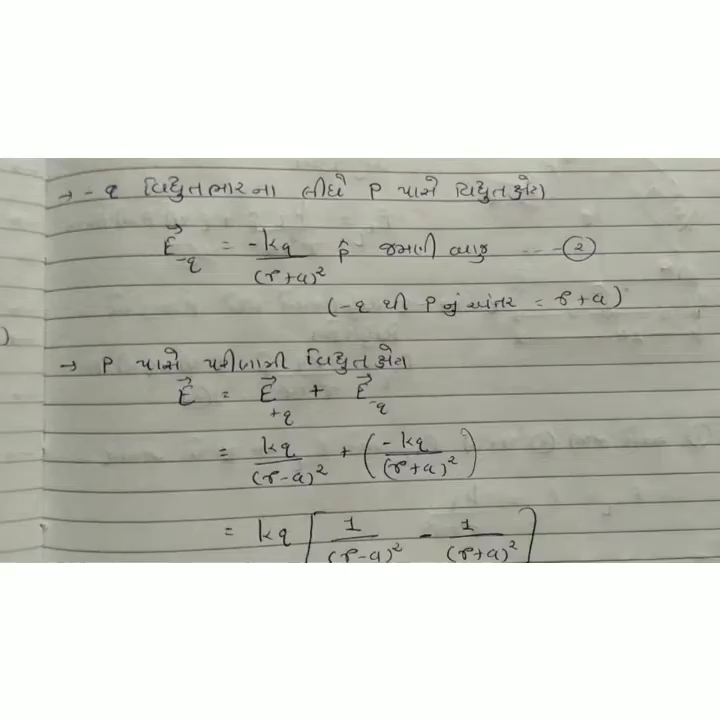 → -q વિદ્યુતભારના લીધે P પાસે વિદ્યુતક્ષેત્ર
E⃗-q = -kq/(r+a)² p̂ જમણી બાજુ --- ②
(-q થી P નું અંતર = r+a)
→ P પાસે પરીણામી વિદ્યુતક્ષેત્ર
E⃗ = E⃗+q + E⃗-q
= kq/(r-a)² + (-kq/(r+a)²)
= kq [1/(r-a)² - 1/(r+a)²]